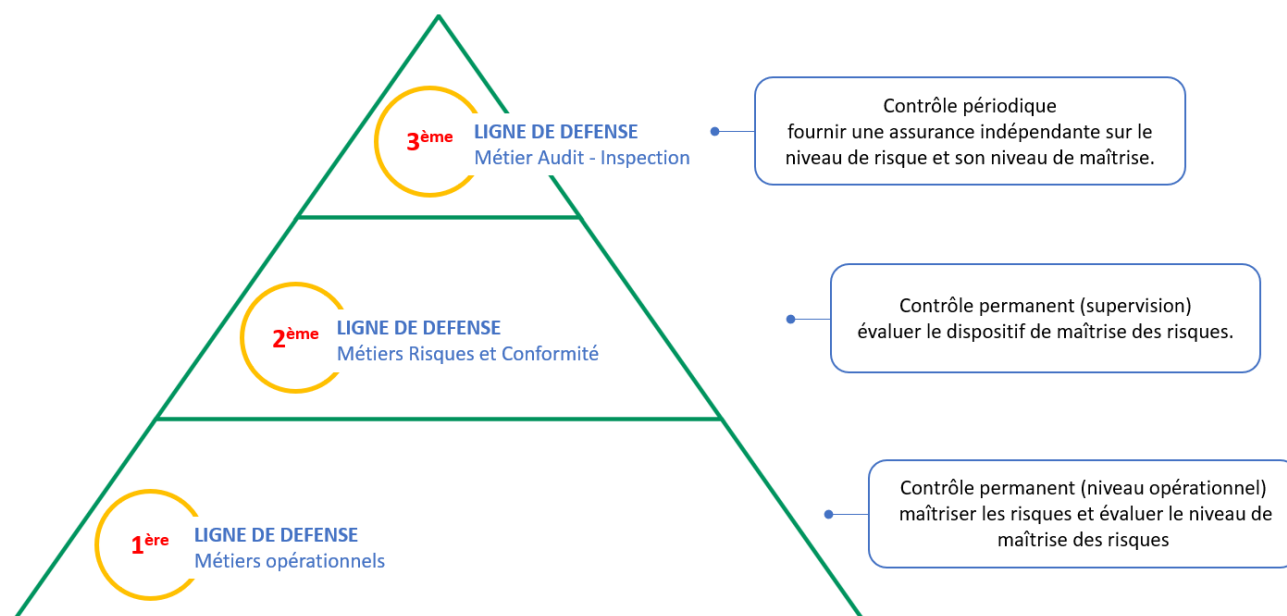 3ème
LIGNE DE DEFENSE
Métier Audit - Inspection
Contrôle périodique
fournir une assurance indépendante sur le
niveau de risque et son niveau de maîtrise.
2ème
LIGNE DE DEFENSE
Métiers Risques et Conformité
Contrôle permanent (supervision)
évaluer le dispositif de maîtrise des risques.
1ère
LIGNE DE DEFENSE
Métiers opérationnels
Contrôle permanent (niveau opérationnel)
maîtriser les risques et évaluer le niveau de
maîtrise des risques